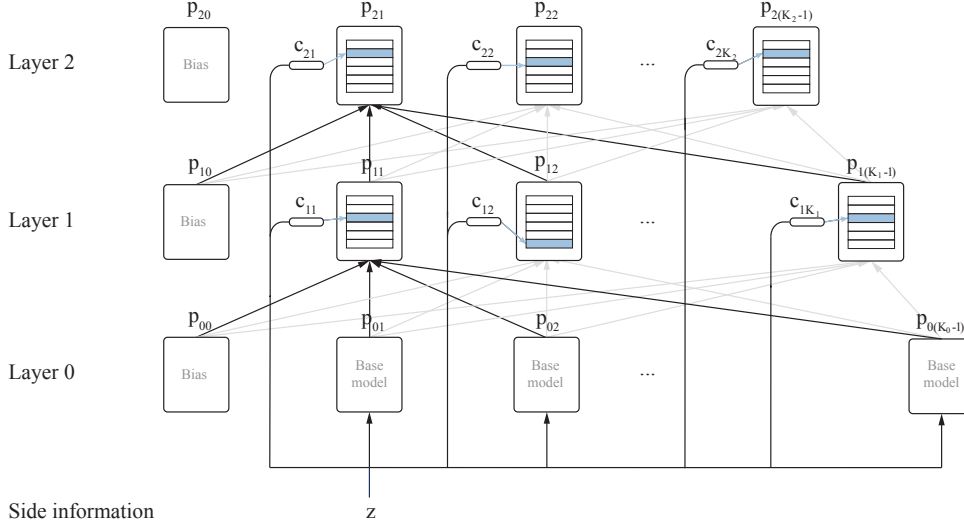 p20 p21 p22 p2(K2-1)
Layer 2 Bias c21 c22 ... c2K2
p10 p11 p12 p1(K1-1)
Layer 1 Bias c11 c12 ... c1K1
p00 p01 p02 p0(K0-1)
Layer 0 Bias Base model Base model ... Base model
Side information z